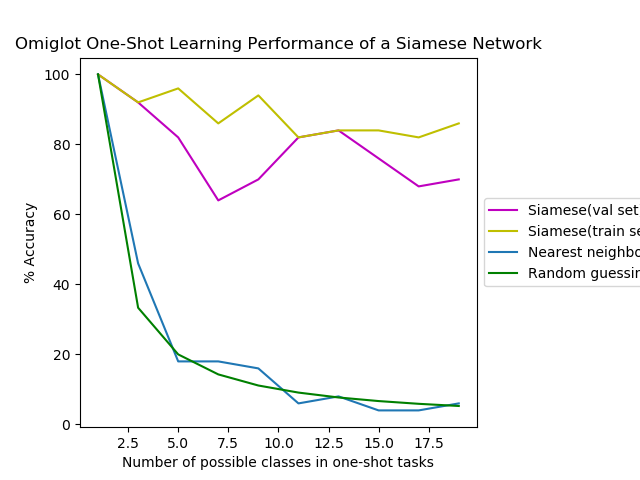 Omiglot One-Shot Learning Performance of a Siamese Network
100
80
60
40
20
0
% Accuracy
2.5 5.0 7.5 10.0 12.5 15.0 17.5
Number of possible classes in one-shot tasks
Siamese(val set
Siamese(train se
Nearest neighbo
Random guessin